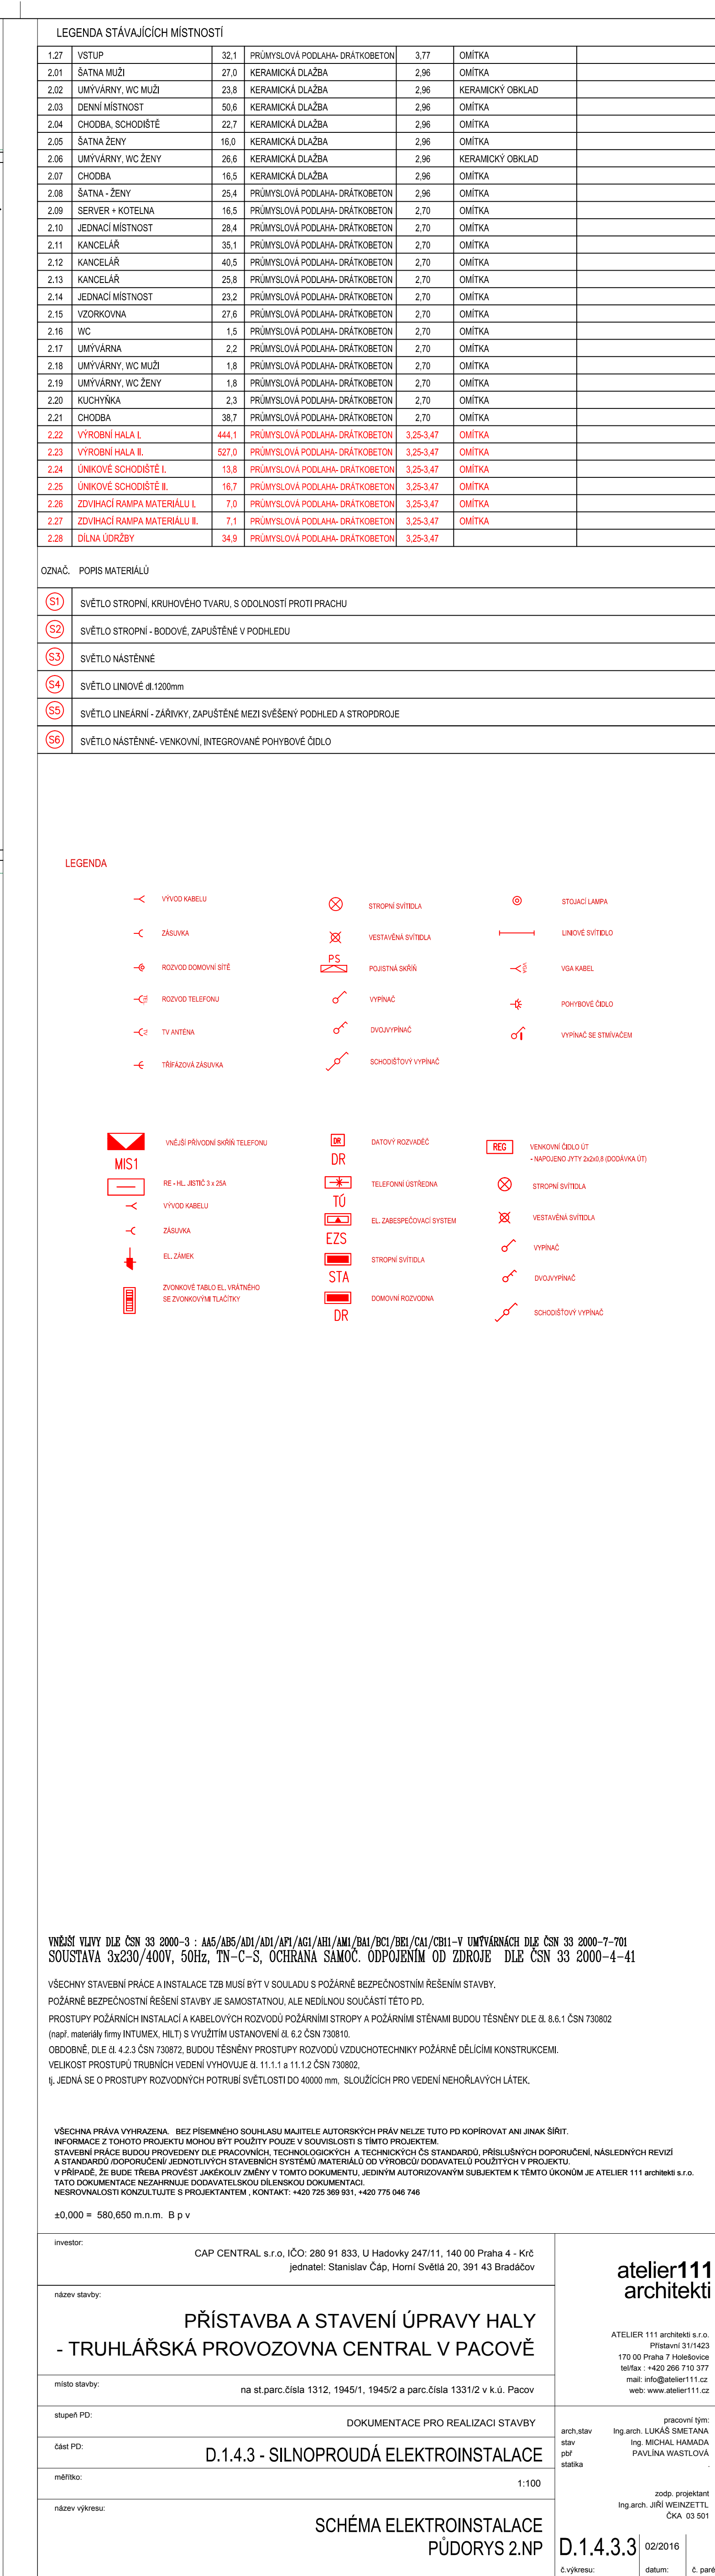 LEGENDA STÁVAJÍCÍCH MÍSTNOSTÍ
1.27 VSTUP 32,1 PRŮMYSLOVÁ PODLAHA- DRÁTKOBETON 3,77 OMÍTKA
2.01 ŠATNA MUŽI 27,0 KERAMICKÁ DLAŽBA 2,96 OMÍTKA
2.02 UMÝVÁRNY, WC MUŽI 23,8 KERAMICKÁ DLAŽBA 2,96 KERAMICKÝ OBKLAD
2.03 DENNÍ MÍSTNOST 50,6 KERAMICKÁ DLAŽBA 2,96 OMÍTKA
2.04 CHODBA, SCHODIŠTĚ 22,7 KERAMICKÁ DLAŽBA 2,96 OMÍTKA
2.05 ŠATNA ŽENY 16,0 KERAMICKÁ DLAŽBA 2,96 OMÍTKA
2.06 UMÝVÁRNY, WC ŽENY 26,6 KERAMICKÁ DLAŽBA 2,96 KERAMICKÝ OBKLAD
2.07 CHODBA 16,5 KERAMICKÁ DLAŽBA 2,96 OMÍTKA
2.08 ŠATNA - ŽENY 25,4 PRŮMYSLOVÁ PODLAHA- DRÁTKOBETON 2,96 OMÍTKA
2.09 SERVER + KOTELNA 16,5 PRŮMYSLOVÁ PODLAHA- DRÁTKOBETON 2,70 OMÍTKA
2.10 JEDNACÍ MÍSTNOST 28,4 PRŮMYSLOVÁ PODLAHA- DRÁTKOBETON 2,70 OMÍTKA
2.11 KANCELÁŘ 35,1 PRŮMYSLOVÁ PODLAHA- DRÁTKOBETON 2,70 OMÍTKA
2.12 KANCELÁŘ 40,5 PRŮMYSLOVÁ PODLAHA- DRÁTKOBETON 2,70 OMÍTKA
2.13 KANCELÁŘ 25,8 PRŮMYSLOVÁ PODLAHA- DRÁTKOBETON 2,70 OMÍTKA
2.14 JEDNACÍ MÍSTNOST 23,2 PRŮMYSLOVÁ PODLAHA- DRÁTKOBETON 2,70 OMÍTKA
2.15 VZORKOVNA 27,6 PRŮMYSLOVÁ PODLAHA- DRÁTKOBETON 2,70 OMÍTKA
2.16 WC 1,5 PRŮMYSLOVÁ PODLAHA- DRÁTKOBETON 2,70 OMÍTKA
2.17 UMÝVÁRNA 2,2 PRŮMYSLOVÁ PODLAHA- DRÁTKOBETON 2,70 OMÍTKA
2.18 UMÝVÁRNY, WC MUŽI 1,8 PRŮMYSLOVÁ PODLAHA- DRÁTKOBETON 2,70 OMÍTKA
2.19 UMÝVÁRNY, WC ŽENY 1,8 PRŮMYSLOVÁ PODLAHA- DRÁTKOBETON 2,70 OMÍTKA
2.20 KUCHYŇKA 2,3 PRŮMYSLOVÁ PODLAHA- DRÁTKOBETON 2,70 OMÍTKA
2.21 CHODBA 38,7 PRŮMYSLOVÁ PODLAHA- DRÁTKOBETON 2,70 OMÍTKA
2.22 VÝROBNÍ HALA I. 444,1 PRŮMYSLOVÁ PODLAHA- DRÁTKOBETON 3,25-3,47 OMÍTKA
2.23 VÝROBNÍ HALA II. 527,0 PRŮMYSLOVÁ PODLAHA- DRÁTKOBETON 3,25-3,47 OMÍTKA
2.24 ÚNIKOVÉ SCHODIŠTĚ I. 13,8 PRŮMYSLOVÁ PODLAHA- DRÁTKOBETON 3,25-3,47 OMÍTKA
2.25 ÚNIKOVÉ SCHODIŠTĚ II. 16,7 PRŮMYSLOVÁ PODLAHA- DRÁTKOBETON 3,25-3,47 OMÍTKA
2.26 ZDVIHACÍ RAMPA MATERIÁLU I. 7,0 PRŮMYSLOVÁ PODLAHA- DRÁTKOBETON 3,25-3,47 OMÍTKA
2.27 ZDVIHACÍ RAMPA MATERIÁLU II. 7,1 PRŮMYSLOVÁ PODLAHA- DRÁTKOBETON 3,25-3,47 OMÍTKA
2.28 DÍLNA ÚDRŽBY 34,9 PRŮMYSLOVÁ PODLAHA- DRÁTKOBETON 3,25-3,47
OZNAČ. POPIS MATERIÁLŮ
S1 SVĚTLO STROPNÍ, KRUHOVÉHO TVARU, S ODOLNOSTÍ PROTI PRACHU
S2 SVĚTLO STROPNÍ - BODOVÉ, ZAPUŠTĚNÉ V PODHLEDU
S3 SVĚTLO NÁSTĚNNÉ
S4 SVĚTLO LINIOVÉ dl.1200mm
S5 SVĚTLO LINEÁRNÍ - ZÁŘIVKY, ZAPUŠTĚNÉ MEZI SVĚŠENÝ PODHLED A STROPDROJE
S6 SVĚTLO NÁSTĚNNÉ- VENKOVNÍ, INTEGROVANÉ POHYBOVÉ ČIDLO
LEGENDA
VÝVOD KABELU STROPNÍ SVÍTIDLA STOJACÍ LAMPA
ZÁSUVKA VESTAVĚNÁ SVÍTIDLA LINIOVÉ SVÍTIDLO
ROZVOD DOMOVNÍ SÍTĚ PS POJISTNÁ SKŘÍŇ VGA KABEL
ROZVOD TELEFONU VYPÍNAČ POHYBOVÉ ČIDLO
TV ANTÉNA DVOJVYPÍNAČ VYPÍNAČ SE STMÍVAČEM
TŘÍFÁZOVÁ ZÁSUVKA SCHODIŠŤOVÝ VYPÍNAČ
VNĚJŠÍ PŘÍVODNÍ SKŘÍŇ TELEFONU
MIS1
RE - HL. JISTIČ 3 x 25A
VÝVOD KABELU
ZÁSUVKA
EL. ZÁMEK
ZVONKOVÉ TABLO EL. VRÁTNÉHO
SE ZVONKOVÝMI TLAČÍTKY
DR DATOVÝ ROZVADĚČ
DR
TELEFONNÍ ÚSTŘEDNA
TÚ
EL. ZABESPEČOVACÍ SYSTEM
EZS
STROPNÍ SVÍTIDLA
STA
DOMOVNÍ ROZVODNA
DR
REG VENKOVNÍ ČIDLO ÚT
- NAPOJENO JYTY 2x2x0,8 (DODÁVKA ÚT)
STROPNÍ SVÍTIDLA
VESTAVĚNÁ SVÍTIDLA
VYPÍNAČ
DVOJVYPÍNAČ
SCHODIŠŤOVÝ VYPÍNAČ
VNĚJŠÍ VLIVY DLE ČSN 33 2000-3 : AA5/AB5/AD1/AD1/AF1/AG1/AH1/AM1/BA1/BC1/BE1/CA1/CB11-V UMÝVÁRNÁCH DLE ČSN 33 2000-7-701
SOUSTAVA 3x230/400V, 50Hz, TN-C-S, OCHRANA SAMOČ. ODPOJENÍM OD ZDROJE DLE ČSN 33 2000-4-41
VŠECHNY STAVEBNÍ PRÁCE A INSTALACE TZB MUSÍ BÝT V SOULADU S POŽÁRNĚ BEZPEČNOSTNÍM ŘEŠENÍM STAVBY.
POŽÁRNĚ BEZPEČNOSTNÍ ŘEŠENÍ STAVBY JE SAMOSTATNOU, ALE NEDÍLNOU SOUČÁSTÍ TÉTO PD.
PROSTUPY POŽÁRNÍCH INSTALACÍ A KABELOVÝCH ROZVODŮ POŽÁRNÍMI STROPY A POŽÁRNÍMI STĚNAMI BUDOU TĚSNĚNY DLE čl. 8.6.1 ČSN 730802
(např. materiály firmy INTUMEX, HILT) S VYUŽITÍM USTANOVENÍ čl. 6.2 ČSN 730810.
OBDOBNĚ, DLE čl. 4.2.3 ČSN 730872, BUDOU TĚSNĚNY PROSTUPY ROZVODŮ VZDUCHOTECHNIKY POŽÁRNĚ DĚLÍCÍMI KONSTRUKCEMI.
VELIKOST PROSTUPŮ TRUBNÍCH VEDENÍ VYHOVUJE čl. 11.1.1 a 11.1.2 ČSN 730802,
tj. JEDNÁ SE O PROSTUPY ROZVODNÝCH POTRUBÍ SVĚTLOSTI DO 40000 mm, SLOUŽÍCÍCH PRO VEDENÍ NEHOŘLAVÝCH LÁTEK.
VŠECHNA PRÁVA VYHRAZENA. BEZ PÍSEMNÉHO SOUHLASU MAJITELE AUTORSKÝCH PRÁV NELZE TUTO PD KOPÍROVAT ANI JINAK ŠÍŘIT.
INFORMACE Z TOHOTO PROJEKTU MOHOU BÝT POUŽITY POUZE V SOUVISLOSTI S TÍMTO PROJEKTEM.
STAVEBNÍ PRÁCE BUDOU PROVEDENY DLE PRACOVNÍCH, TECHNOLOGICKÝCH A TECHNICKÝCH ČS STANDARDŮ, PŘÍSLUŠNÝCH DOPORUČENÍ, NÁSLEDNÝCH REVIZÍ
A STANDARDŮ /DOPORUČENÍ/ JEDNOTLIVÝCH STAVEBNÍCH SYSTÉMŮ /MATERIÁLŮ OD VÝROBCŮ/ DODAVATELŮ POUŽITÝCH V PROJEKTU.
V PŘÍPADĚ, ŽE BUDE TŘEBA PROVÉST JAKÉKOLIV ZMĚNY V TOMTO DOKUMENTU, JEDINÝM AUTORIZOVANÝM SUBJEKTEM K TĚMTO ÚKONŮM JE ATELIER 111 architekti s.r.o.
TATO DOKUMENTACE NEZAHRNUJE DODAVATELSKOU DÍLENSKOU DOKUMENTACI.
NESROVNALOSTI KONZULTUJTE S PROJEKTANTEM , KONTAKT: +420 725 369 931, +420 775 046 746
±0,000 = 580,650 m.n.m. B p v
investor:
CAP CENTRAL s.r.o, IČO: 280 91 833, U Hadovky 247/11, 140 00 Praha 4 - Krč
jednatel: Stanislav Čáp, Horní Světlá 20, 391 43 Bradáčov
název stavby:
PŘÍSTAVBA A STAVENÍ ÚPRAVY HALY
- TRUHLÁŘSKÁ PROVOZOVNA CENTRAL V PACOVĚ
místo stavby:
na st.parc.čísla 1312, 1945/1, 1945/2 a parc.čísla 1331/2 v k.ú. Pacov
stupeň PD:
DOKUMENTACE PRO REALIZACI STAVBY
část PD:
D.1.4.3 - SILNOPROUDÁ ELEKTROINSTALACE
měřítko:
1:100
název výkresu:
SCHÉMA ELEKTROINSTALACE
PŮDORYS 2.NP
atelier111
architekti
ATELIER 111 architekti s.r.o.
Přístavní 31/1423
170 00 Praha 7 Holešovice
tel/fax : +420 266 710 377
mail: info@atelier111.cz
web: www.atelier111.cz
pracovní tým:
arch,stav Ing.arch. LUKÁŠ SMETANA
stav Ing. MICHAL HAMADA
pbř PAVLÍNA WASTLOVÁ
statika .
zodp. projektant
Ing.arch. JIŘÍ WEINZETTL
ČKA 03 501
D.1.4.3.3 02/2016
č.výkresu: datum: č. paré